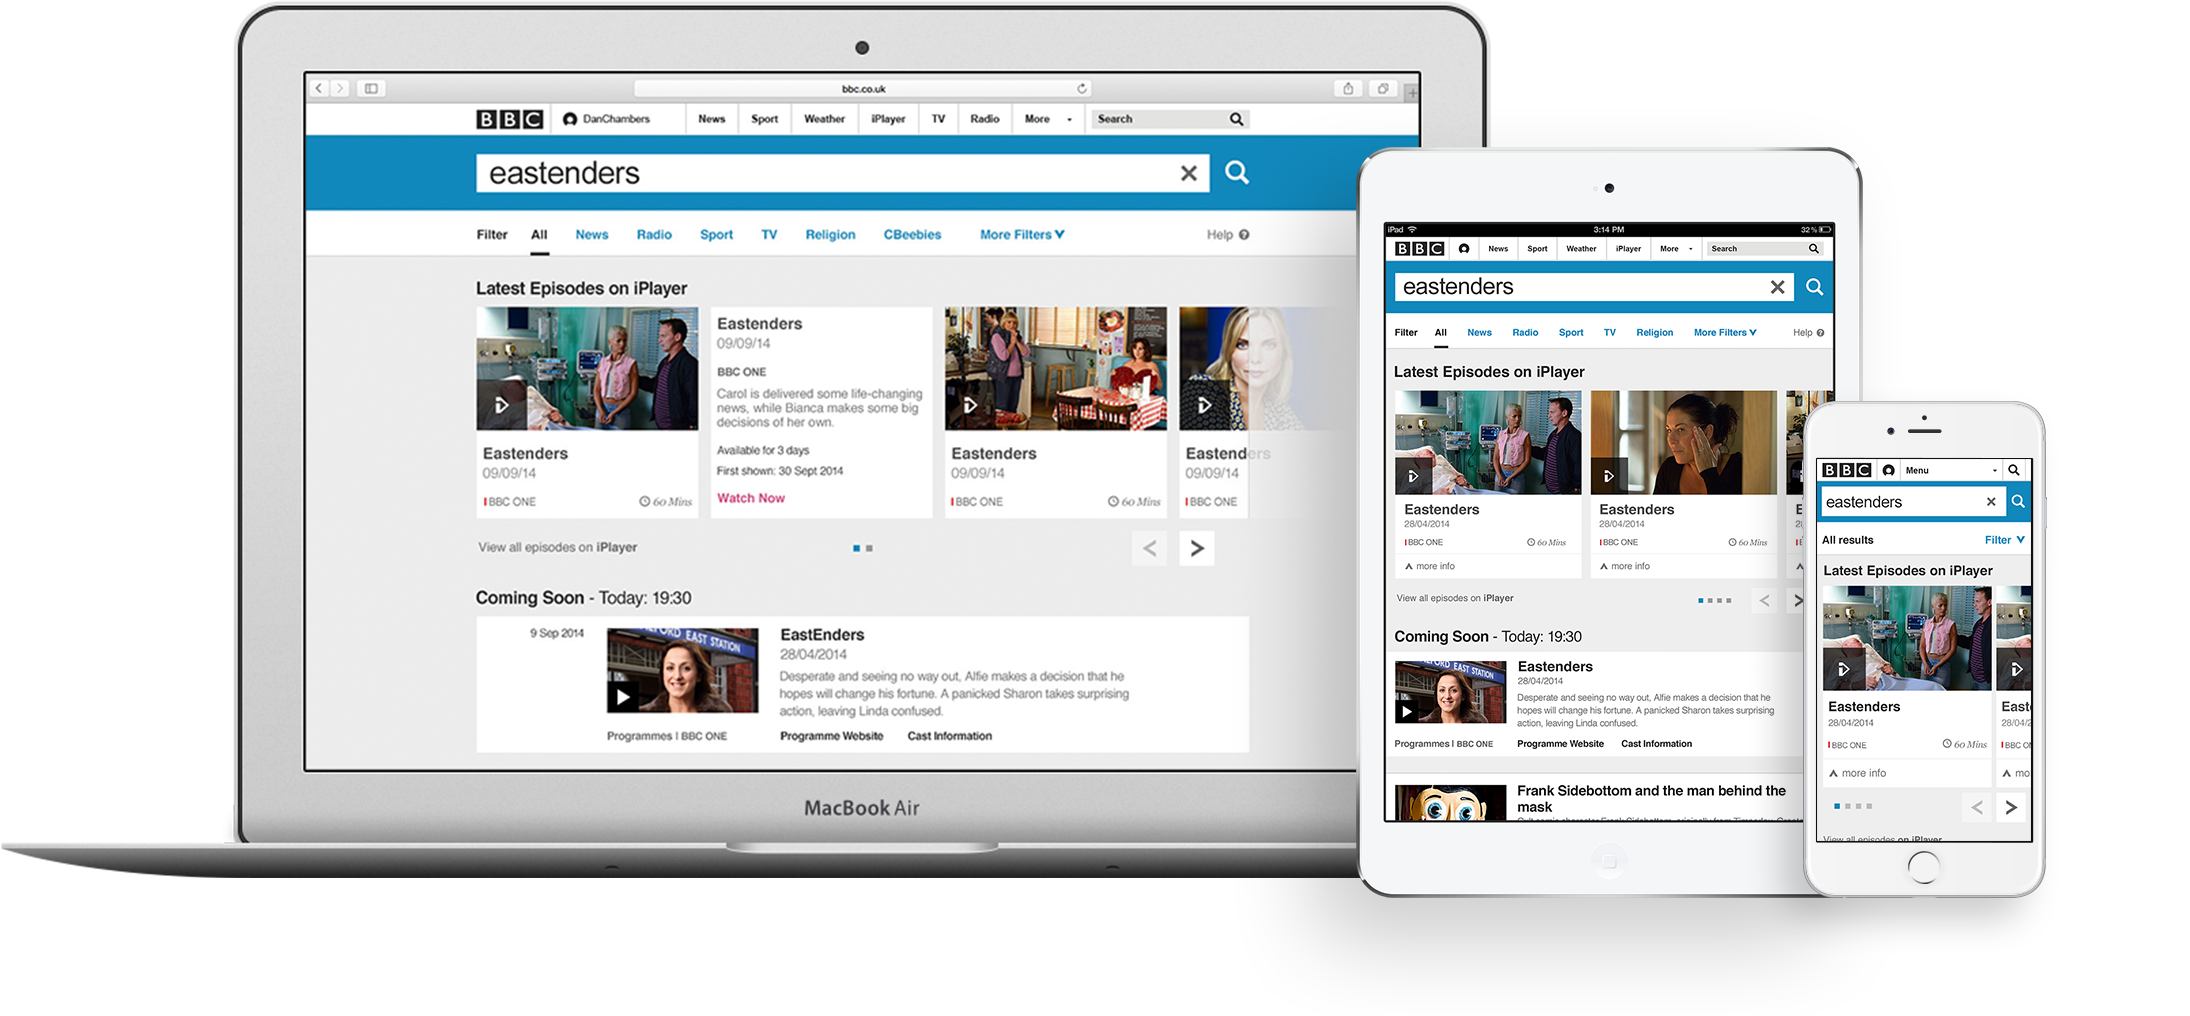 bbc.co.uk
BBC DanChambers News Sport Weather iPlayer TV Radio More Search
eastenders
Filter All News Radio Sport TV Religion CBeebies More Filters Help
Latest Episodes on iPlayer
Eastenders
09/09/14
BBC ONE
60 Mins
Eastenders
09/09/14
BBC ONE
Carol is delivered some life-changing
news, while Bianca makes some big
decisions of her own.
Available for 3 days
First shown: 30 Sept 2014
Watch Now
Eastenders
09/09/14
BBC ONE
60 Mins
Eastenders
09/09/14
BBC ONE
View all episodes on iPlayer
Coming Soon - Today: 19:30
9 Sep 2014
FORD EAST STATION
EastEnders
28/04/2014
Desperate and seeing no way out, Alfie makes a decision that he
hopes will change his fortune. A panicked Sharon takes surprising
action, leaving Linda confused.
Programmes | BBC ONE
Programme Website Cast Information
MacBook Air
iPad 3:14 PM 32%
BBC News Sport Weather iPlayer More Search
eastenders
Filter All News Radio Sport TV Religion More Filters Help
Latest Episodes on iPlayer
Eastenders
28/04/2014
BBC ONE
60 Mins
more info
Eastenders
28/04/2014
BBC ONE
60 Mins
more info
E
View all episodes on iPlayer
Coming Soon - Today: 19:30
FORD EAST STATION
Eastenders
28/04/2014
Desperate and seeing no way out, Alfie makes a decision that he
hopes will change his fortune. A panicked Sharon takes surprising
action, leaving Linda confused.
Programmes | BBC ONE
Programme Website Cast Information
Frank Sidebottom and the man behind the
mask
BBC Menu
eastenders
All results Filter
Latest Episodes on iPlayer
Eastenders
28/04/2014
BBC ONE
60 Mins
more info
East
28/04/2
BBC O
mo
View all episodes on iPlayer